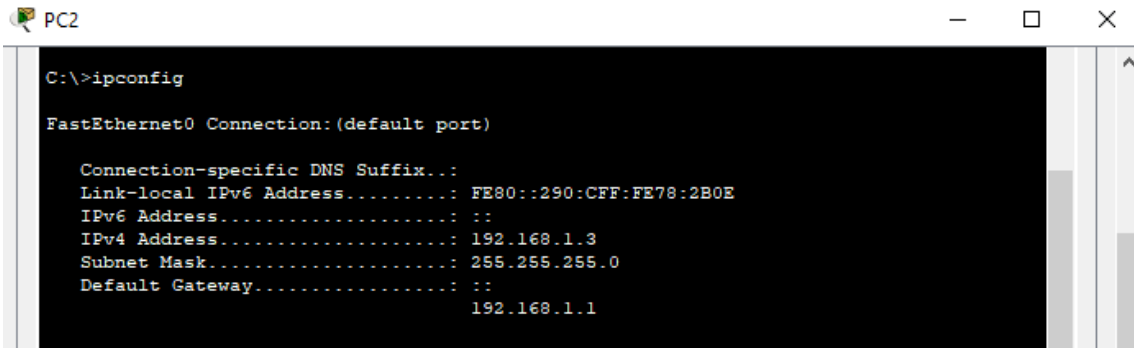 PC2
C:\>ipconfig
FastEthernet0 Connection:(default port)
Connection-specific DNS Suffix..:
Link-local IPv6 Address.........: FE80::290:CFF:FE78:2B0E
IPv6 Address....................: ::
IPv4 Address....................: 192.168.1.3
Subnet Mask.....................: 255.255.255.0
Default Gateway.................: ::
192.168.1.1